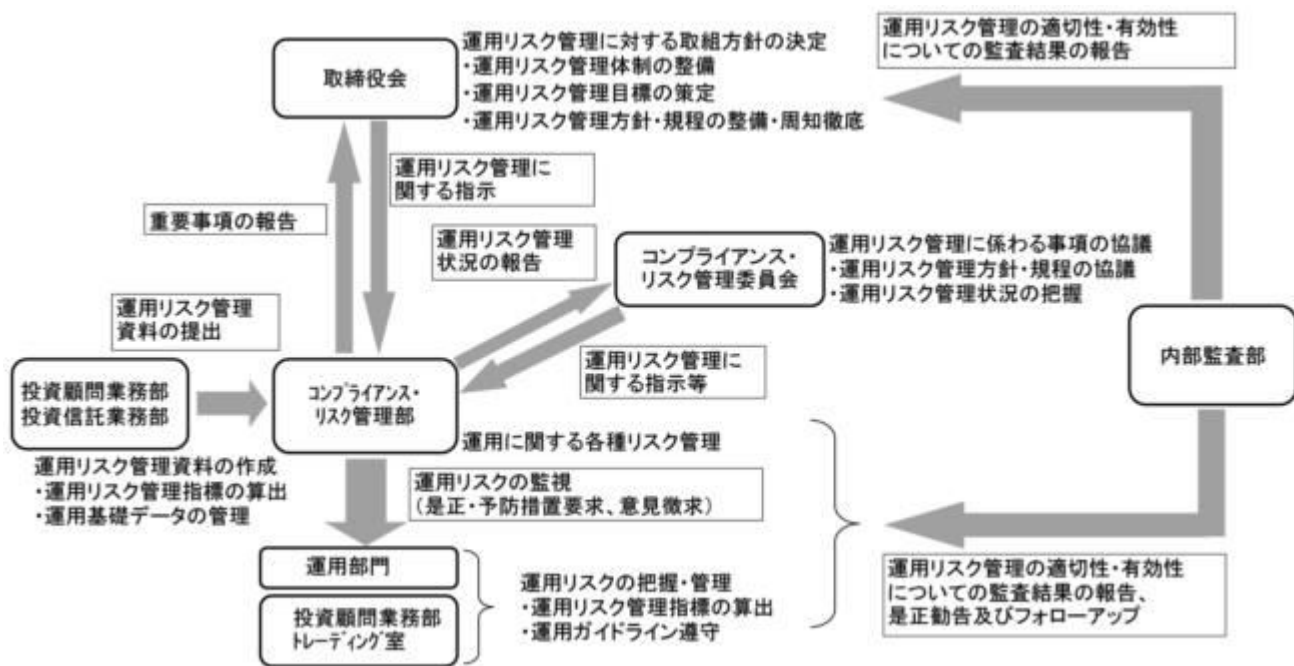 取締役会
運用リスク管理に対する取組方針の決定
・運用リスク管理体制の整備
・運用リスク管理目標の策定
・運用リスク管理方針・規程の整備・周知徹底
運用リスク管理の適切性・有効性
についての監査結果の報告
運用リスク管理に
関する指示
重要事項の報告
運用リスク管理
状況の報告
コンプライアンス・
リスク管理委員会
運用リスク管理に係わる事項の協議
・運用リスク管理方針・規程の協議
・運用リスク管理状況の把握
運用リスク管理
資料の提出
運用リスク管理に
関する指示等
内部監査部
投資顧問業務部
投資信託業務部
コンプライアンス・
リスク管理部
運用に関する各種リスク管理
運用リスク管理資料の作成
・運用リスク管理指標の算出
・運用基礎データの管理
運用リスクの監視
(是正・予防措置要求、意見徴求)
運用部門
投資顧問業務部
トレーディング室
運用リスクの把握・管理
・運用リスク管理指標の算出
・運用ガイドライン遵守
運用リスク管理の適切性・有効性
についての監査結果の報告、
是正勧告及びフォローアップ